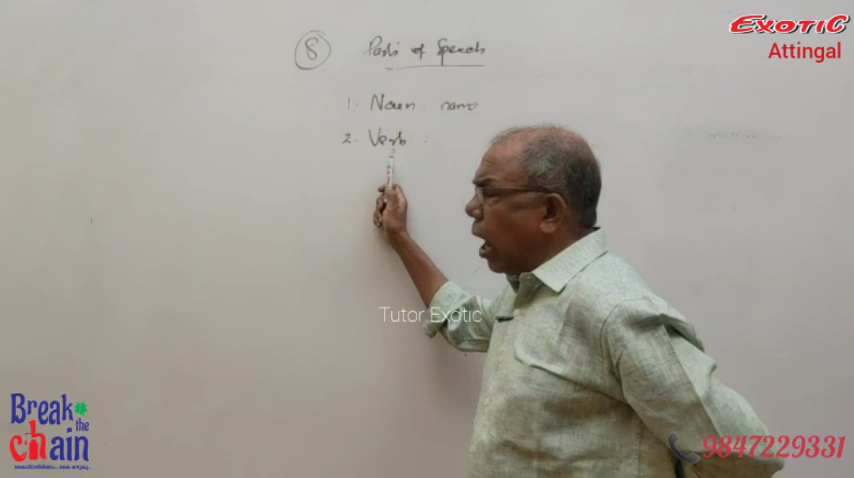 EXOTIC
Attingal
8 Parts of Speech
1. Noun : name
2. Verb :
Tutor Exotic
Break
the
chain
9847229331